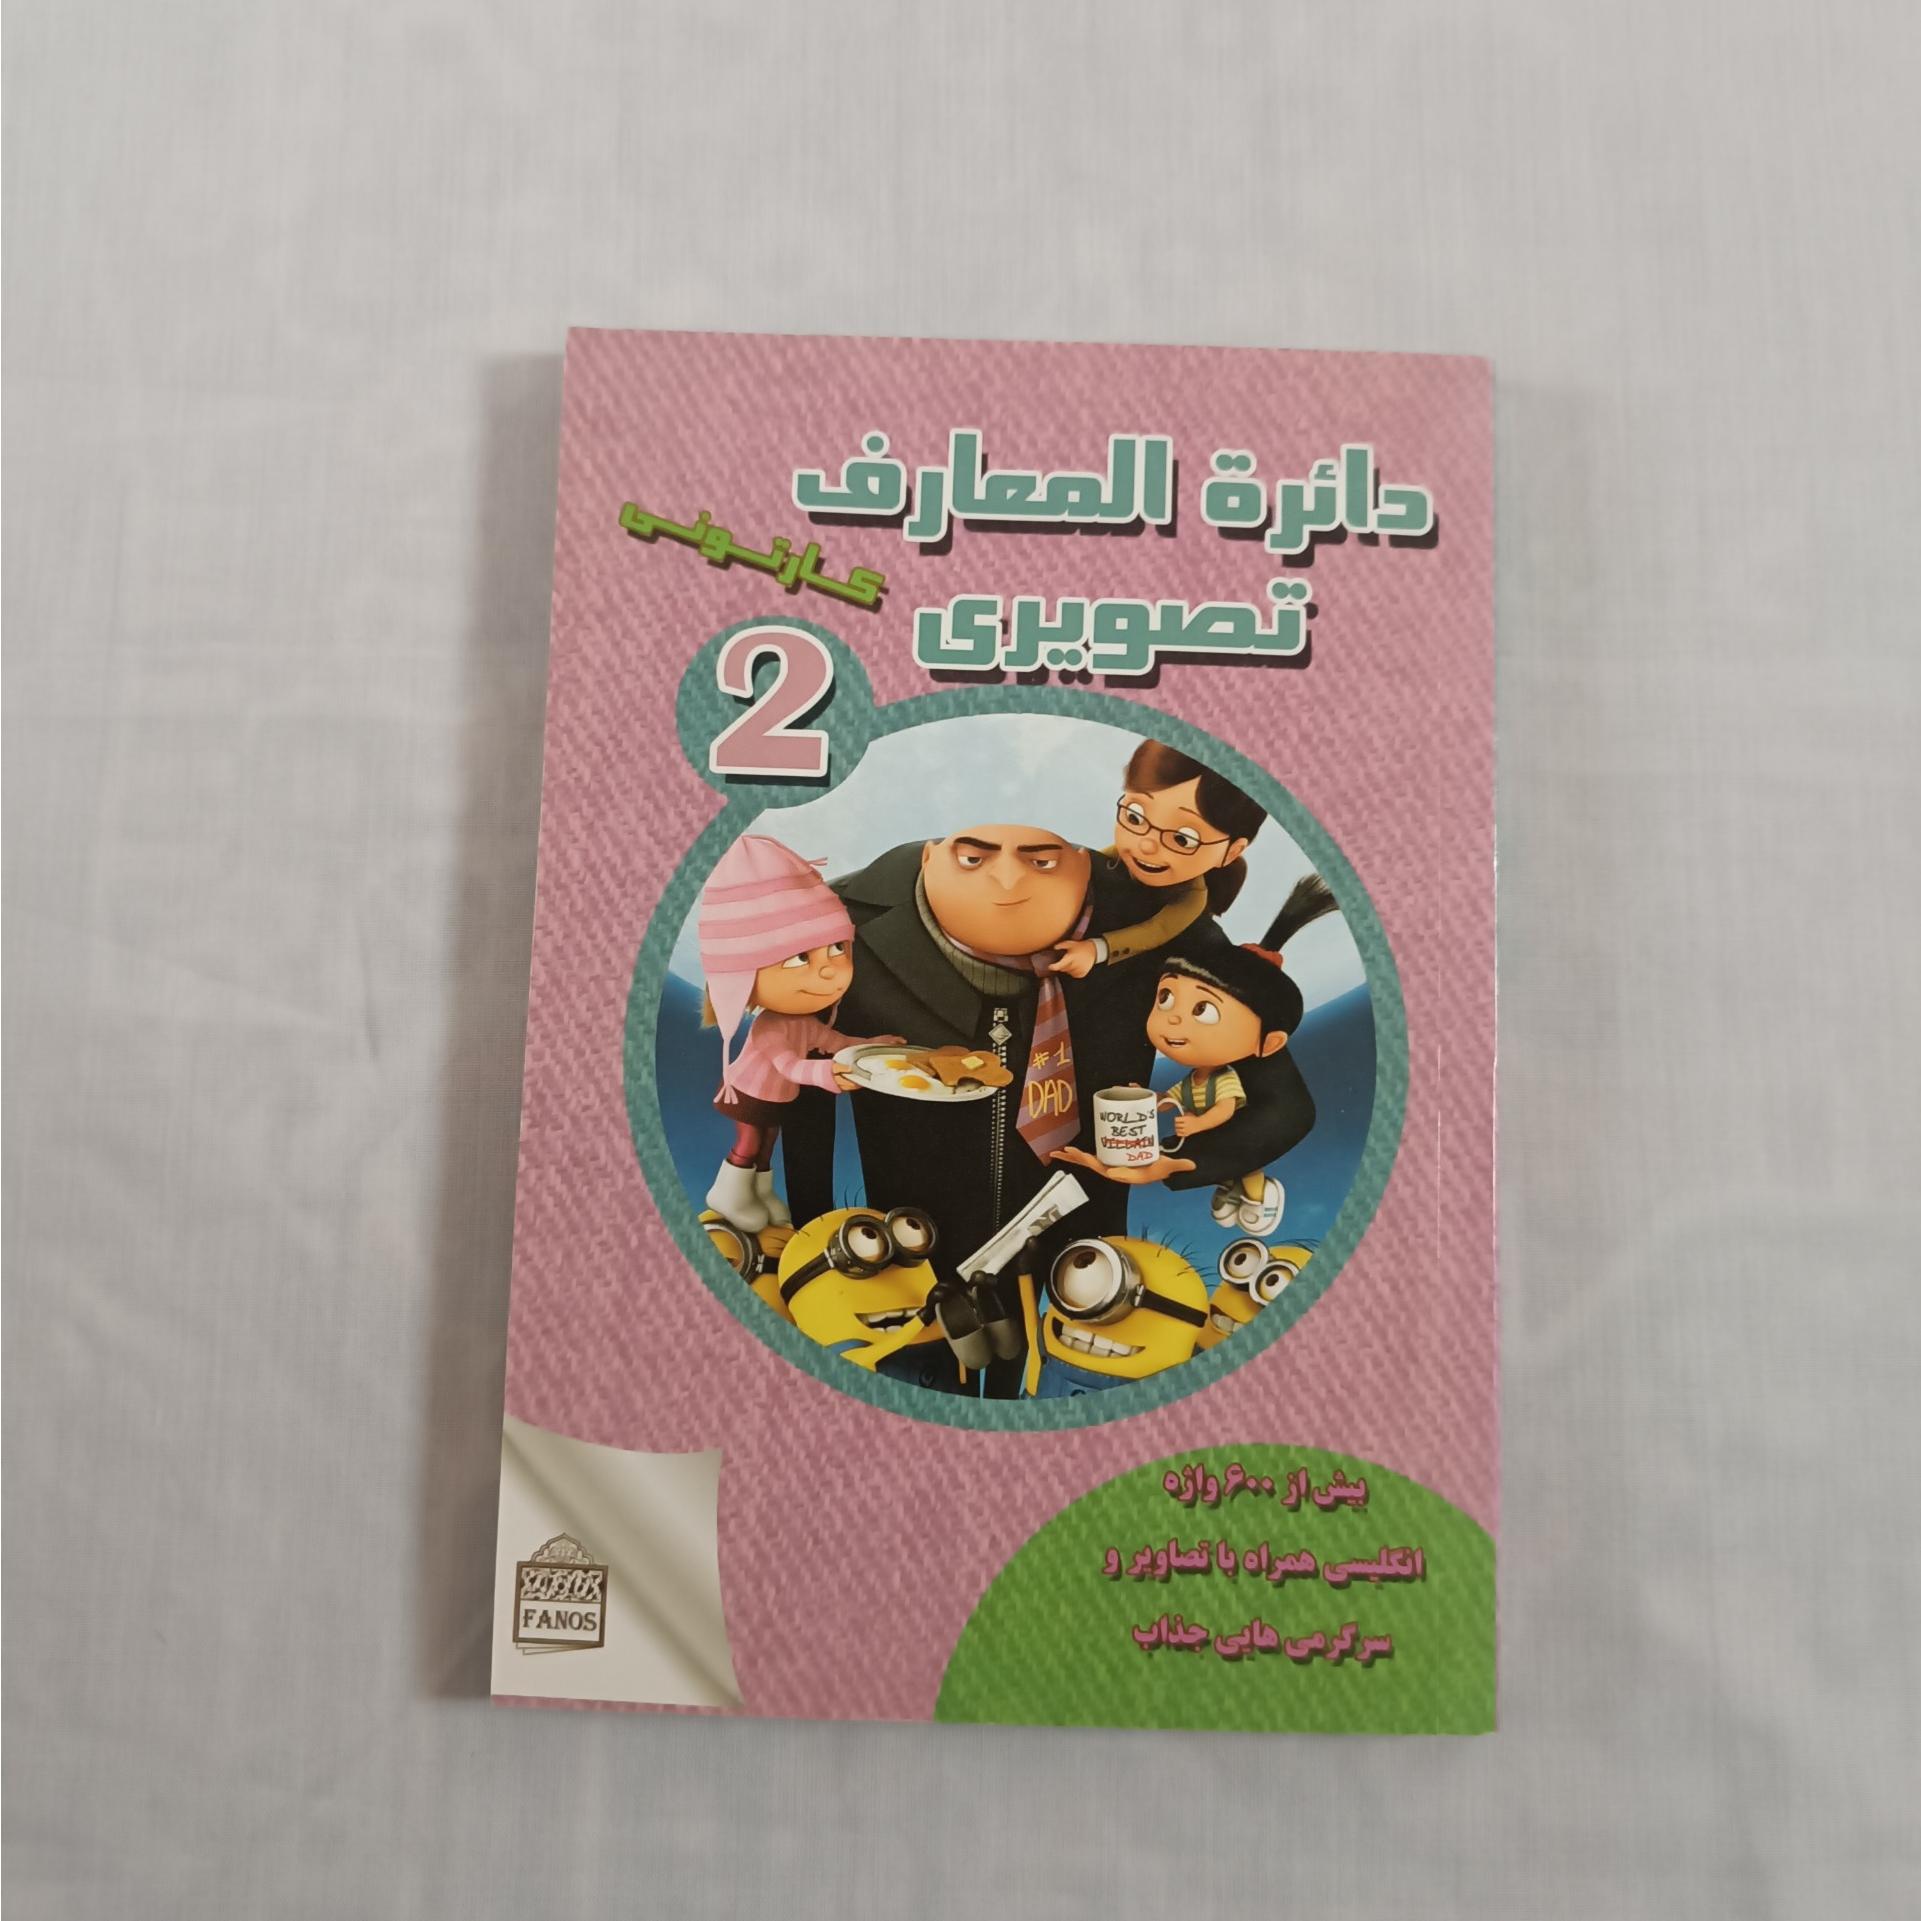 دائرة المعارف
تصویری
کارتونی
2
#1
DAD
WORLD'S
BEST
VILLAIN
DAD
بیش از ۶۰۰ واژه
انگلیسی همراه با تصاویر و
سرگرمی هایی جذاب
FANOS